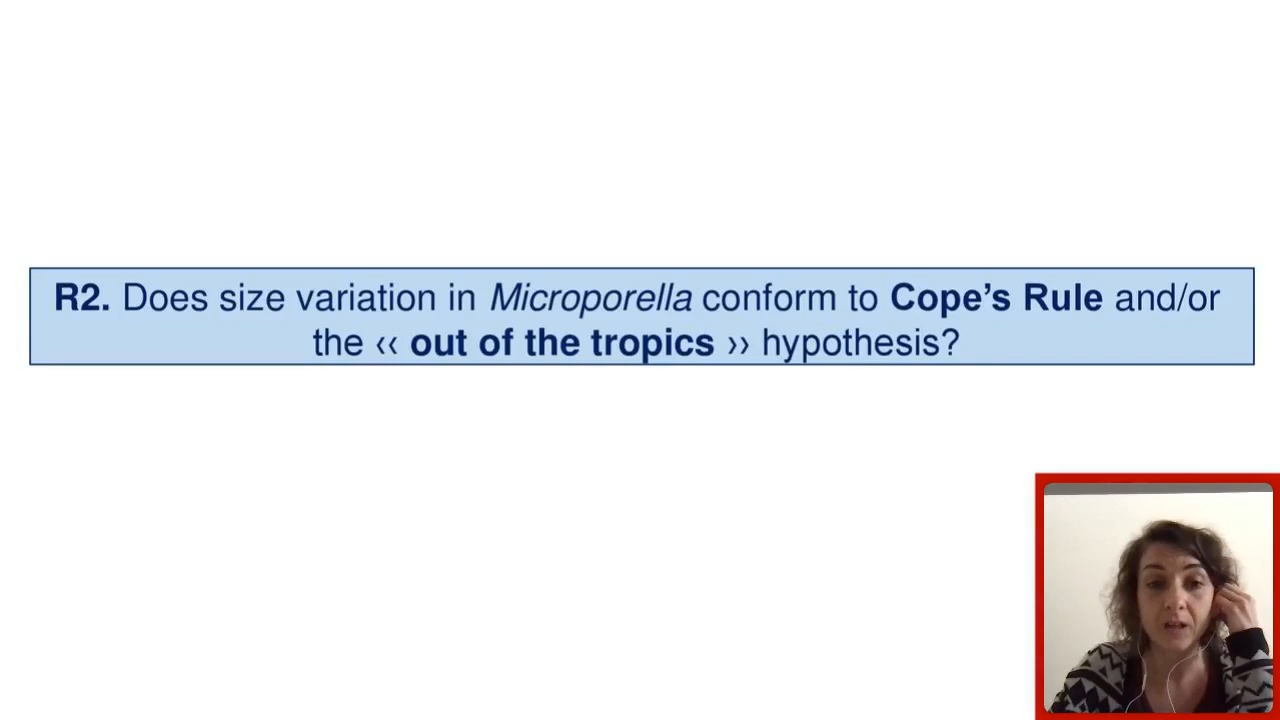 R2. Does size variation in Microporella conform to Cope’s Rule and/or
the ‹‹ out of the tropics ›› hypothesis?